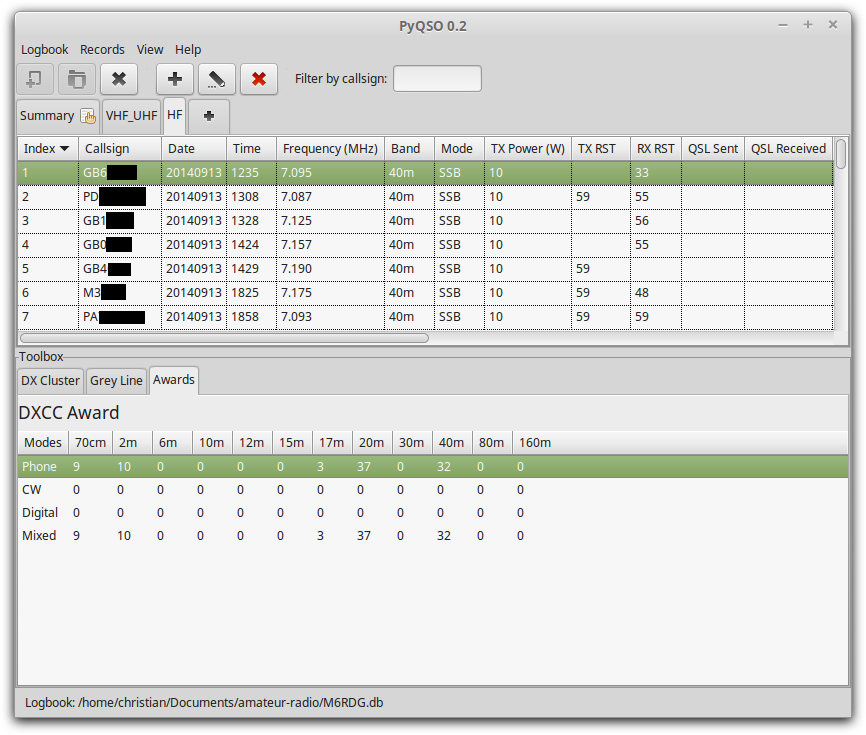 PyQSO 0.2
Logbook Records View Help
Filter by callsign:
Summary VHF_UHF HF
Index Callsign Date Time Frequency (MHz) Band Mode TX Power (W) TX RST RX RST QSL Sent QSL Received
1 GB6 20140913 1235 7.095 40m SSB 10 33
2 PD 20140913 1308 7.087 40m SSB 10 59 55
3 GB1 20140913 1328 7.125 40m SSB 10 56
4 GB0 20140913 1424 7.157 40m SSB 10 55
5 GB4 20140913 1429 7.190 40m SSB 10 59
6 M3 20140913 1825 7.175 40m SSB 10 59 48
7 PA 20140913 1858 7.093 40m SSB 10 59 59
Toolbox
DX Cluster Grey Line Awards
DXCC Award
Modes 70cm 2m 6m 10m 12m 15m 17m 20m 30m 40m 80m 160m
Phone 9 10 0 0 0 0 3 37 0 32 0 0
CW 0 0 0 0 0 0 0 0 0 0 0 0
Digital 0 0 0 0 0 0 0 0 0 0 0 0
Mixed 9 10 0 0 0 0 3 37 0 32 0 0
Logbook: /home/christian/Documents/amateur-radio/M6RDG.db